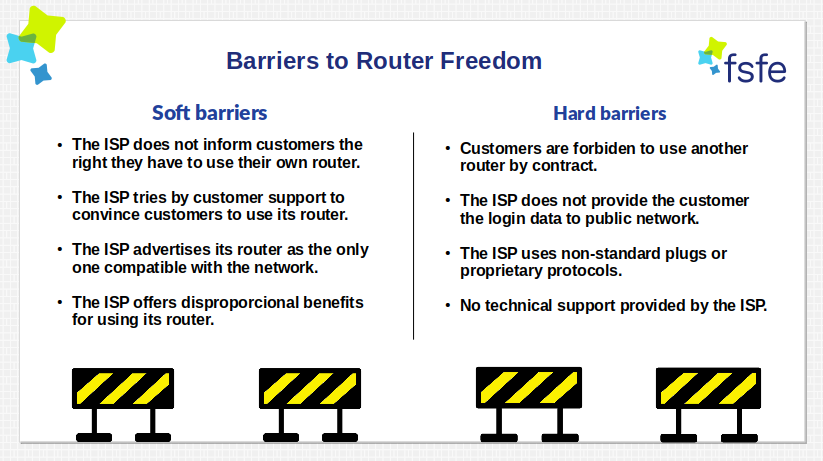 Barriers to Router Freedom
fsfe
Soft barriers
• The ISP does not inform customers the
right they have to use their own router.
• The ISP tries by customer support to
convince customers to use its router.
• The ISP advertises its router as the only
one compatible with the network.
• The ISP offers disproporcional benefits
for using its router.
Hard barriers
• Customers are forbiden to use another
router by contract.
• The ISP does not provide the customer
the login data to public network.
• The ISP uses non-standard plugs or
proprietary protocols.
• No technical support provided by the ISP.